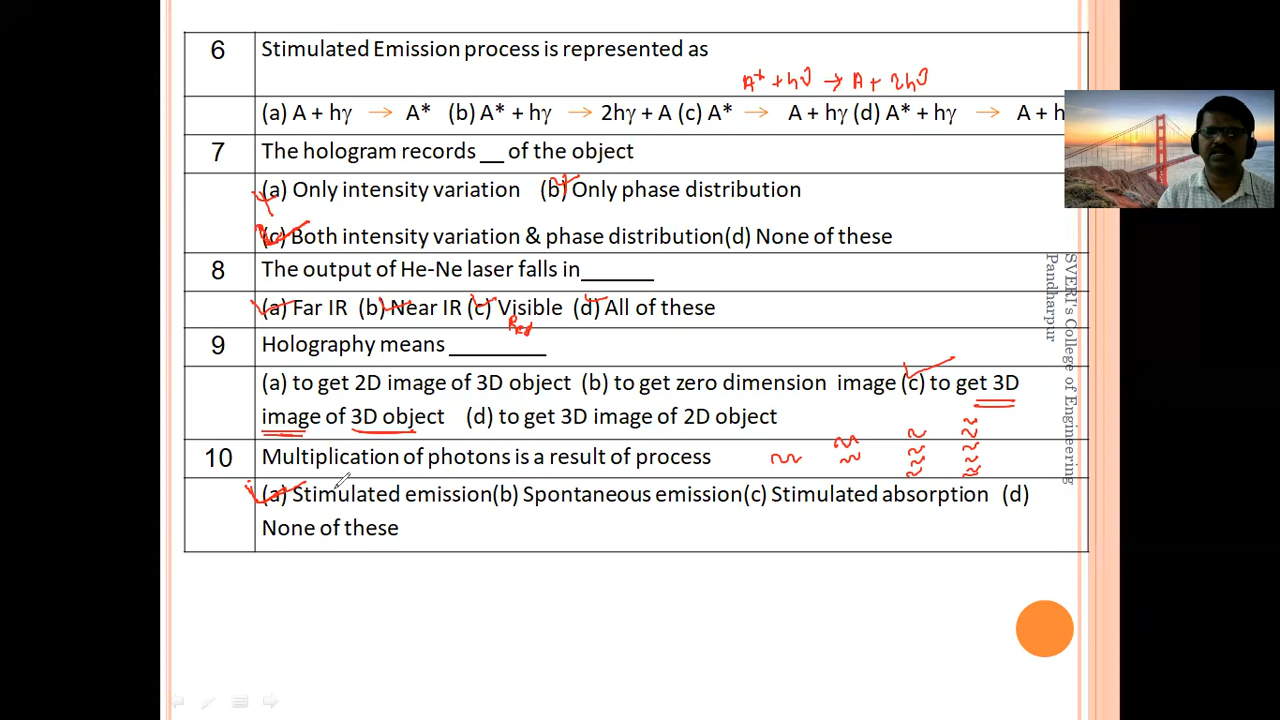 6 Stimulated Emission process is represented as
A* + hν → A + 2hν
(a) A + hγ → A* (b) A* + hγ → 2hγ + A (c) A* → A + hγ (d) A* + hγ → A + h
7 The hologram records __ of the object
(a) Only intensity variation (b) Only phase distribution
(c) Both intensity variation & phase distribution(d) None of these
8 The output of He-Ne laser falls in______
(a) Far IR (b) Near IR (c) Visible (d) All of these
Red
9 Holography means ________
(a) to get 2D image of 3D object (b) to get zero dimension image (c) to get 3D
image of 3D object (d) to get 3D image of 2D object
10 Multiplication of photons is a result of process
(a) Stimulated emission(b) Spontaneous emission(c) Stimulated absorption (d)
None of these
SVERI's College of Engineering
Pandharpur